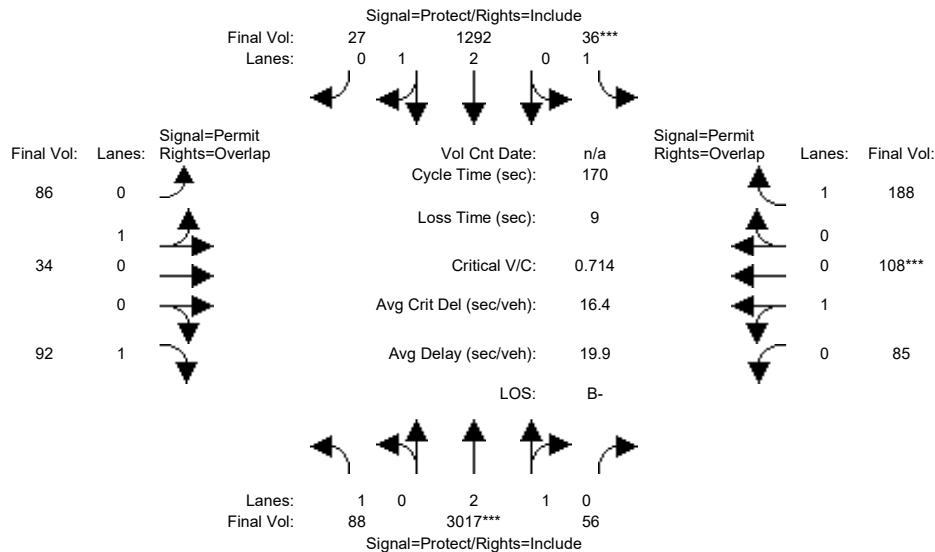 Signal=Protect/Rights=Include
Final Vol: 27 1292 36***
Lanes: 0 1 2 0 1
Signal=Permit Signal=Permit
Final Vol: Lanes: Rights=Overlap Vol Cnt Date: n/a Rights=Overlap Lanes: Final Vol:
86 0 Cycle Time (sec): 170 1 188
Loss Time (sec): 9
1 0
34 0 Critical V/C: 0.714 0 108***
0 Avg Crit Del (sec/veh): 16.4 1
92 1 Avg Delay (sec/veh): 19.9 0 85
LOS: B-
Lanes: 1 0 2 1 0
Final Vol: 88 3017*** 56
Signal=Protect/Rights=Include